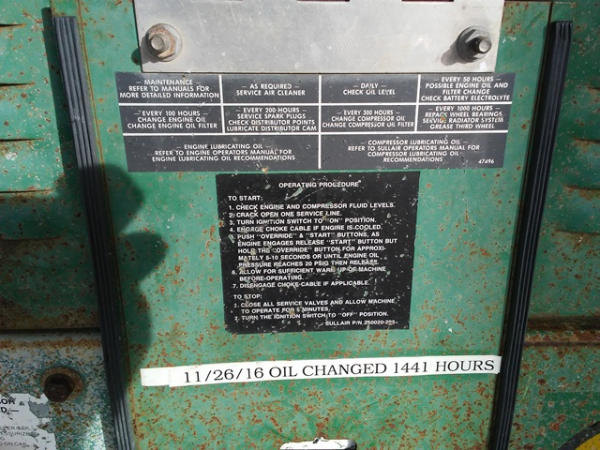 — MAINTENANCE —
REFER TO MANUALS FOR
MORE DETAILED INFORMATION
— AS REQUIRED —
SERVICE AIR CLEANER
— DAILY —
CHECK OIL LEVEL
— EVERY 50 HOURS —
POSSIBLE ENGINE OIL AND
FILTER CHANGE
CHECK BATTERY ELECTROLYTE
— EVERY 100 HOURS —
CHANGE ENGINE OIL
CHANGE ENGINE OIL FILTER
— EVERY 200 HOURS —
SERVICE SPARK PLUGS
CHECK DISTRIBUTOR POINTS
LUBRICATE DISTRIBUTOR CAM
— EVERY 300 HOURS —
CHANGE COMPRESSOR OIL
CHANGE COMPRESSOR OIL FILTER
— EVERY 1000 HOURS —
REPACK WHEEL BEARINGS
SERVICE RADIATOR SYSTEM
GREASE THIRD WHEEL
ENGINE LUBRICATING OIL —
REFER TO ENGINE OPERATORS MANUAL FOR
ENGINE LUBRICATING OIL RECOMMENDATIONS
COMPRESSOR LUBRICATING OIL —
REFER TO SULLAIR OPERATORS MANUAL FOR
COMPRESSOR LUBRICATING OIL
RECOMMENDATIONS
47496
OPERATING PROCEDURE
TO START:
1. CHECK ENGINE AND COMPRESSOR FLUID LEVELS.
2. CRACK OPEN ONE SERVICE LINE.
3. TURN IGNITION SWITCH TO "ON" POSITION.
4. ENGAGE CHOKE CABLE IF ENGINE IS COOLED.
5. PUSH "OVERRIDE" & "START" BUTTONS, AS
ENGINE ENGAGES RELEASE "START" BUTTON BUT
HOLD THE "OVERRIDE" BUTTON FOR APPROXI-
MATELY 5-10 SECONDS OR UNTIL ENGINE OIL
PRESSURE REACHES 20 PSIG THEN RELEASE.
6. ALLOW FOR SUFFICIENT WARM-UP OF MACHINE
BEFORE OPERATING.
7. DISENGAGE CHOKE CABLE IF APPLICABLE.
TO STOP:
1. CLOSE ALL SERVICE VALVES AND ALLOW MACHINE
TO OPERATE FOR 5 MINUTES.
2. TURN THE IGNITION SWITCH TO "OFF" POSITION.
SULLAIR P/N 250020-293
11/26/16 OIL CHANGED 1441 HOURS